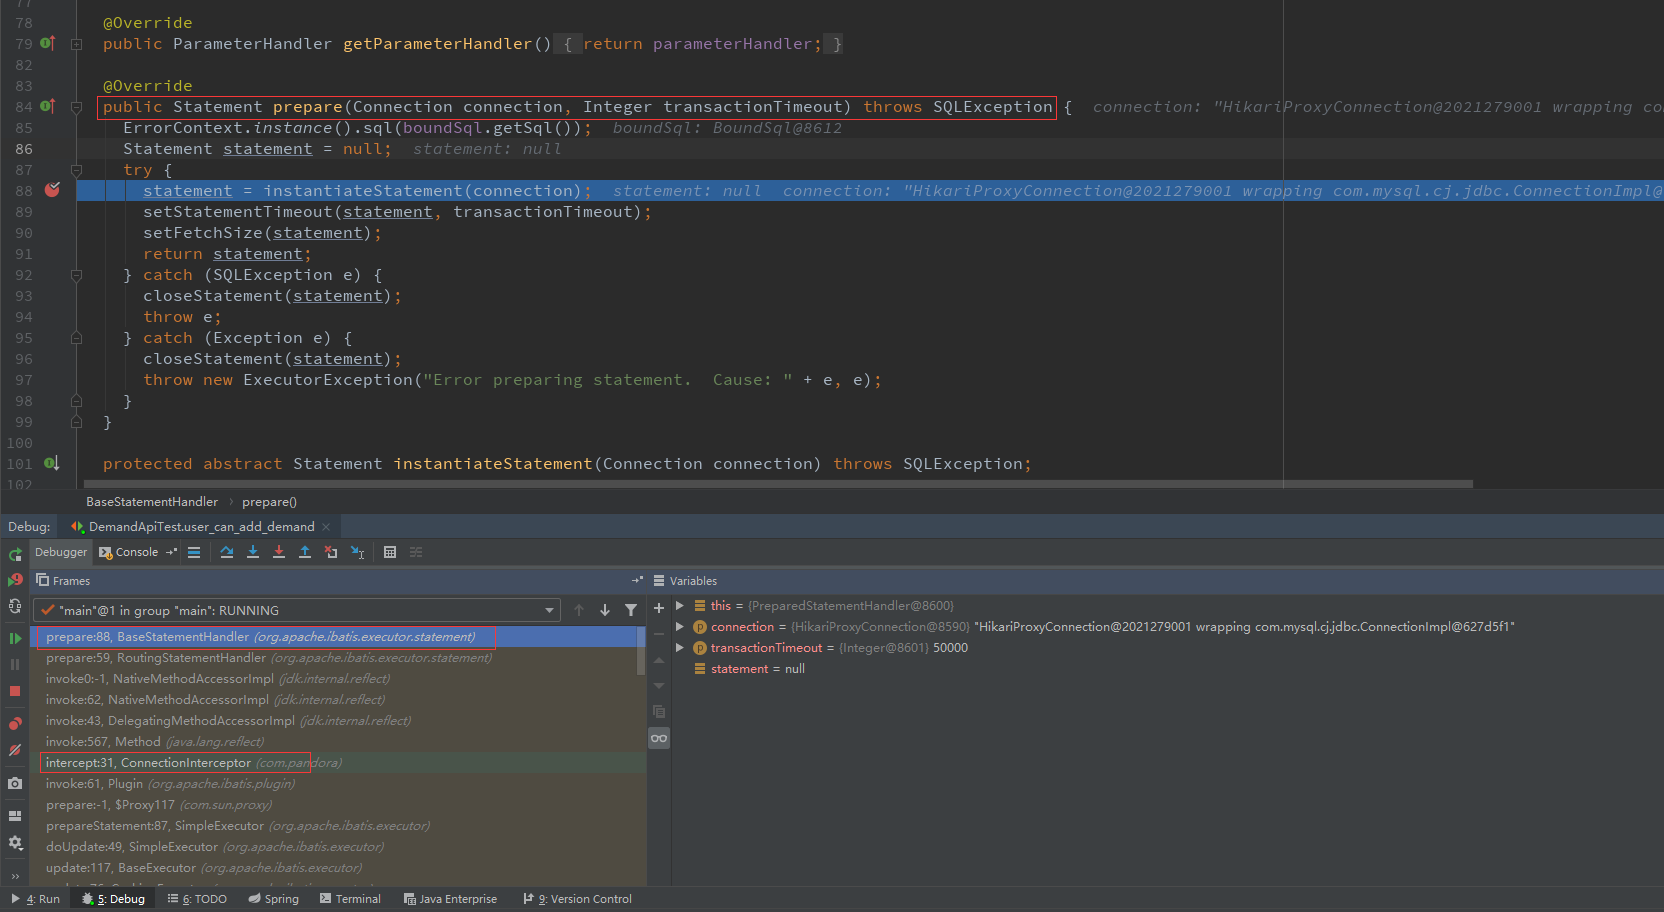 77
78 @Override
79 public ParameterHandler getParameterHandler() { return parameterHandler; }
82
83 @Override
84 public Statement prepare(Connection connection, Integer transactionTimeout) throws SQLException { connection: "HikariProxyConnection@2021279001 wrapping co
85 ErrorContext.instance().sql(boundSql.getSql()); boundSql: BoundSql@8612
86 Statement statement = null; statement: null
87 try {
88 statement = instantiateStatement(connection); statement: null connection: "HikariProxyConnection@2021279001 wrapping com.mysql.cj.jdbc.ConnectionImpl@
89 setStatementTimeout(statement, transactionTimeout);
90 setFetchSize(statement);
91 return statement;
92 } catch (SQLException e) {
93 closeStatement(statement);
94 throw e;
95 } catch (Exception e) {
96 closeStatement(statement);
97 throw new ExecutorException("Error preparing statement.  Cause: " + e, e);
98 }
99 }
100
101 protected abstract Statement instantiateStatement(Connection connection) throws SQLException;
102
BaseStatementHandler › prepare()
Debug: DemandApiTest.user_can_add_demand ×
Debugger Console
Frames
"main"@1 in group "main": RUNNING
prepare:88, BaseStatementHandler (org.apache.ibatis.executor.statement)
prepare:59, RoutingStatementHandler (org.apache.ibatis.executor.statement)
invoke0:-1, NativeMethodAccessorImpl (jdk.internal.reflect)
invoke:62, NativeMethodAccessorImpl (jdk.internal.reflect)
invoke:43, DelegatingMethodAccessorImpl (jdk.internal.reflect)
invoke:567, Method (java.lang.reflect)
intercept:31, ConnectionInterceptor (com.pandora)
invoke:61, Plugin (org.apache.ibatis.plugin)
prepare:-1, $Proxy117 (com.sun.proxy)
prepareStatement:87, SimpleExecutor (org.apache.ibatis.executor)
doUpdate:49, SimpleExecutor (org.apache.ibatis.executor)
update:117, BaseExecutor (org.apache.ibatis.executor)
Variables
this = {PreparedStatementHandler@8600}
connection = {HikariProxyConnection@8590} "HikariProxyConnection@2021279001 wrapping com.mysql.cj.jdbc.ConnectionImpl@627d5f1"
transactionTimeout = {Integer@8601} 50000
statement = null
4: Run 5: Debug 6: TODO Spring Terminal Java Enterprise 9: Version Control